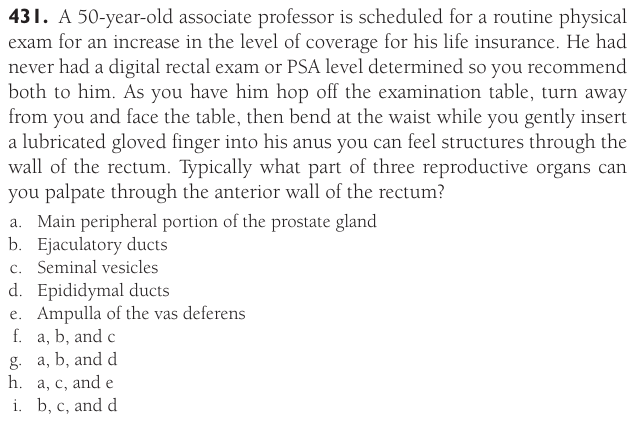 431. A 50-year-old associate professor is scheduled for a routine physical
exam for an increase in the level of coverage for his life insurance. He had
never had a digital rectal exam or PSA level determined so you recommend
both to him. As you have him hop off the examination table, turn away
from you and face the table, then bend at the waist while you gently insert
a lubricated gloved finger into his anus you can feel structures through the
wall of the rectum. Typically what part of three reproductive organs can
you palpate through the anterior wall of the rectum?
a. Main peripheral portion of the prostate gland
b. Ejaculatory ducts
c. Seminal vesicles
d. Epididymal ducts
e. Ampulla of the vas deferens
f. a, b, and c
g. a, b, and d
h. a, c, and e
i. b, c, and d